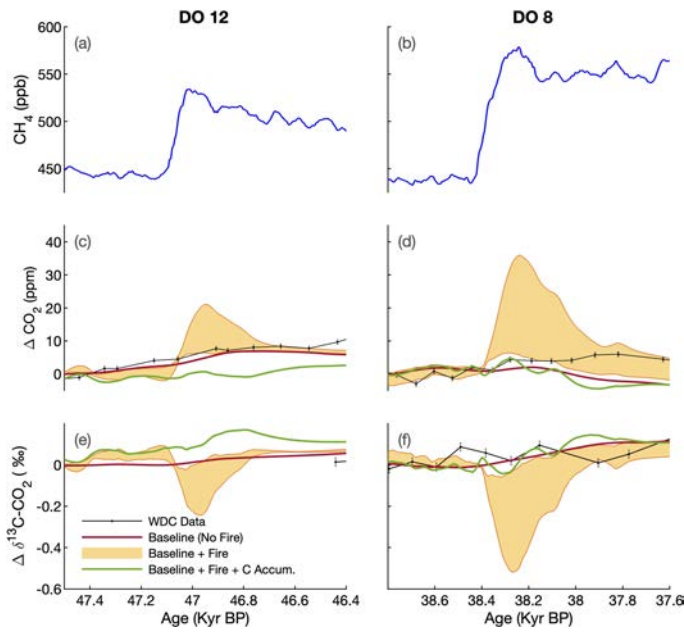 DO 12
DO 8
(a)
(b)
600
550
500
450
CH₄ (ppb)
(c)
(d)
40
30
20
10
0
Δ CO₂ (ppm)
(e)
(f)
0
-0.2
-0.4
-0.6
Δ δ¹³C-CO₂ (‰)
WDC Data
Baseline (No Fire)
Baseline + Fire
Baseline + Fire + C Accum.
47.4 47.2 47 46.8 46.6 46.4
38.6 38.4 38.2 38 37.8 37.6
Age (Kyr BP)
Age (Kyr BP)